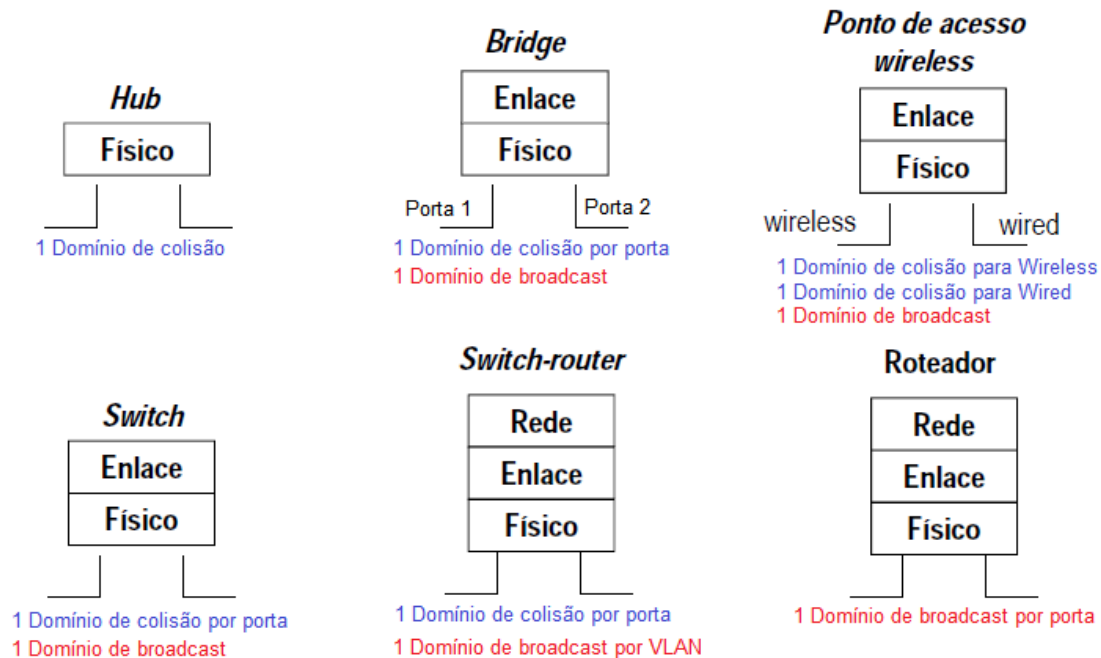 Hub
Físico
1 Domínio de colisão
Bridge
Enlace
Físico
Porta 1
Porta 2
1 Domínio de colisão por porta
1 Domínio de broadcast
Ponto de acesso
wireless
Enlace
Físico
wireless
wired
1 Domínio de colisão para Wireless
1 Domínio de colisão para Wired
1 Domínio de broadcast
Switch
Enlace
Físico
1 Domínio de colisão por porta
1 Domínio de broadcast
Switch-router
Rede
Enlace
Físico
1 Domínio de colisão por porta
1 Domínio de broadcast por VLAN
Roteador
Rede
Enlace
Físico
1 Domínio de broadcast por porta